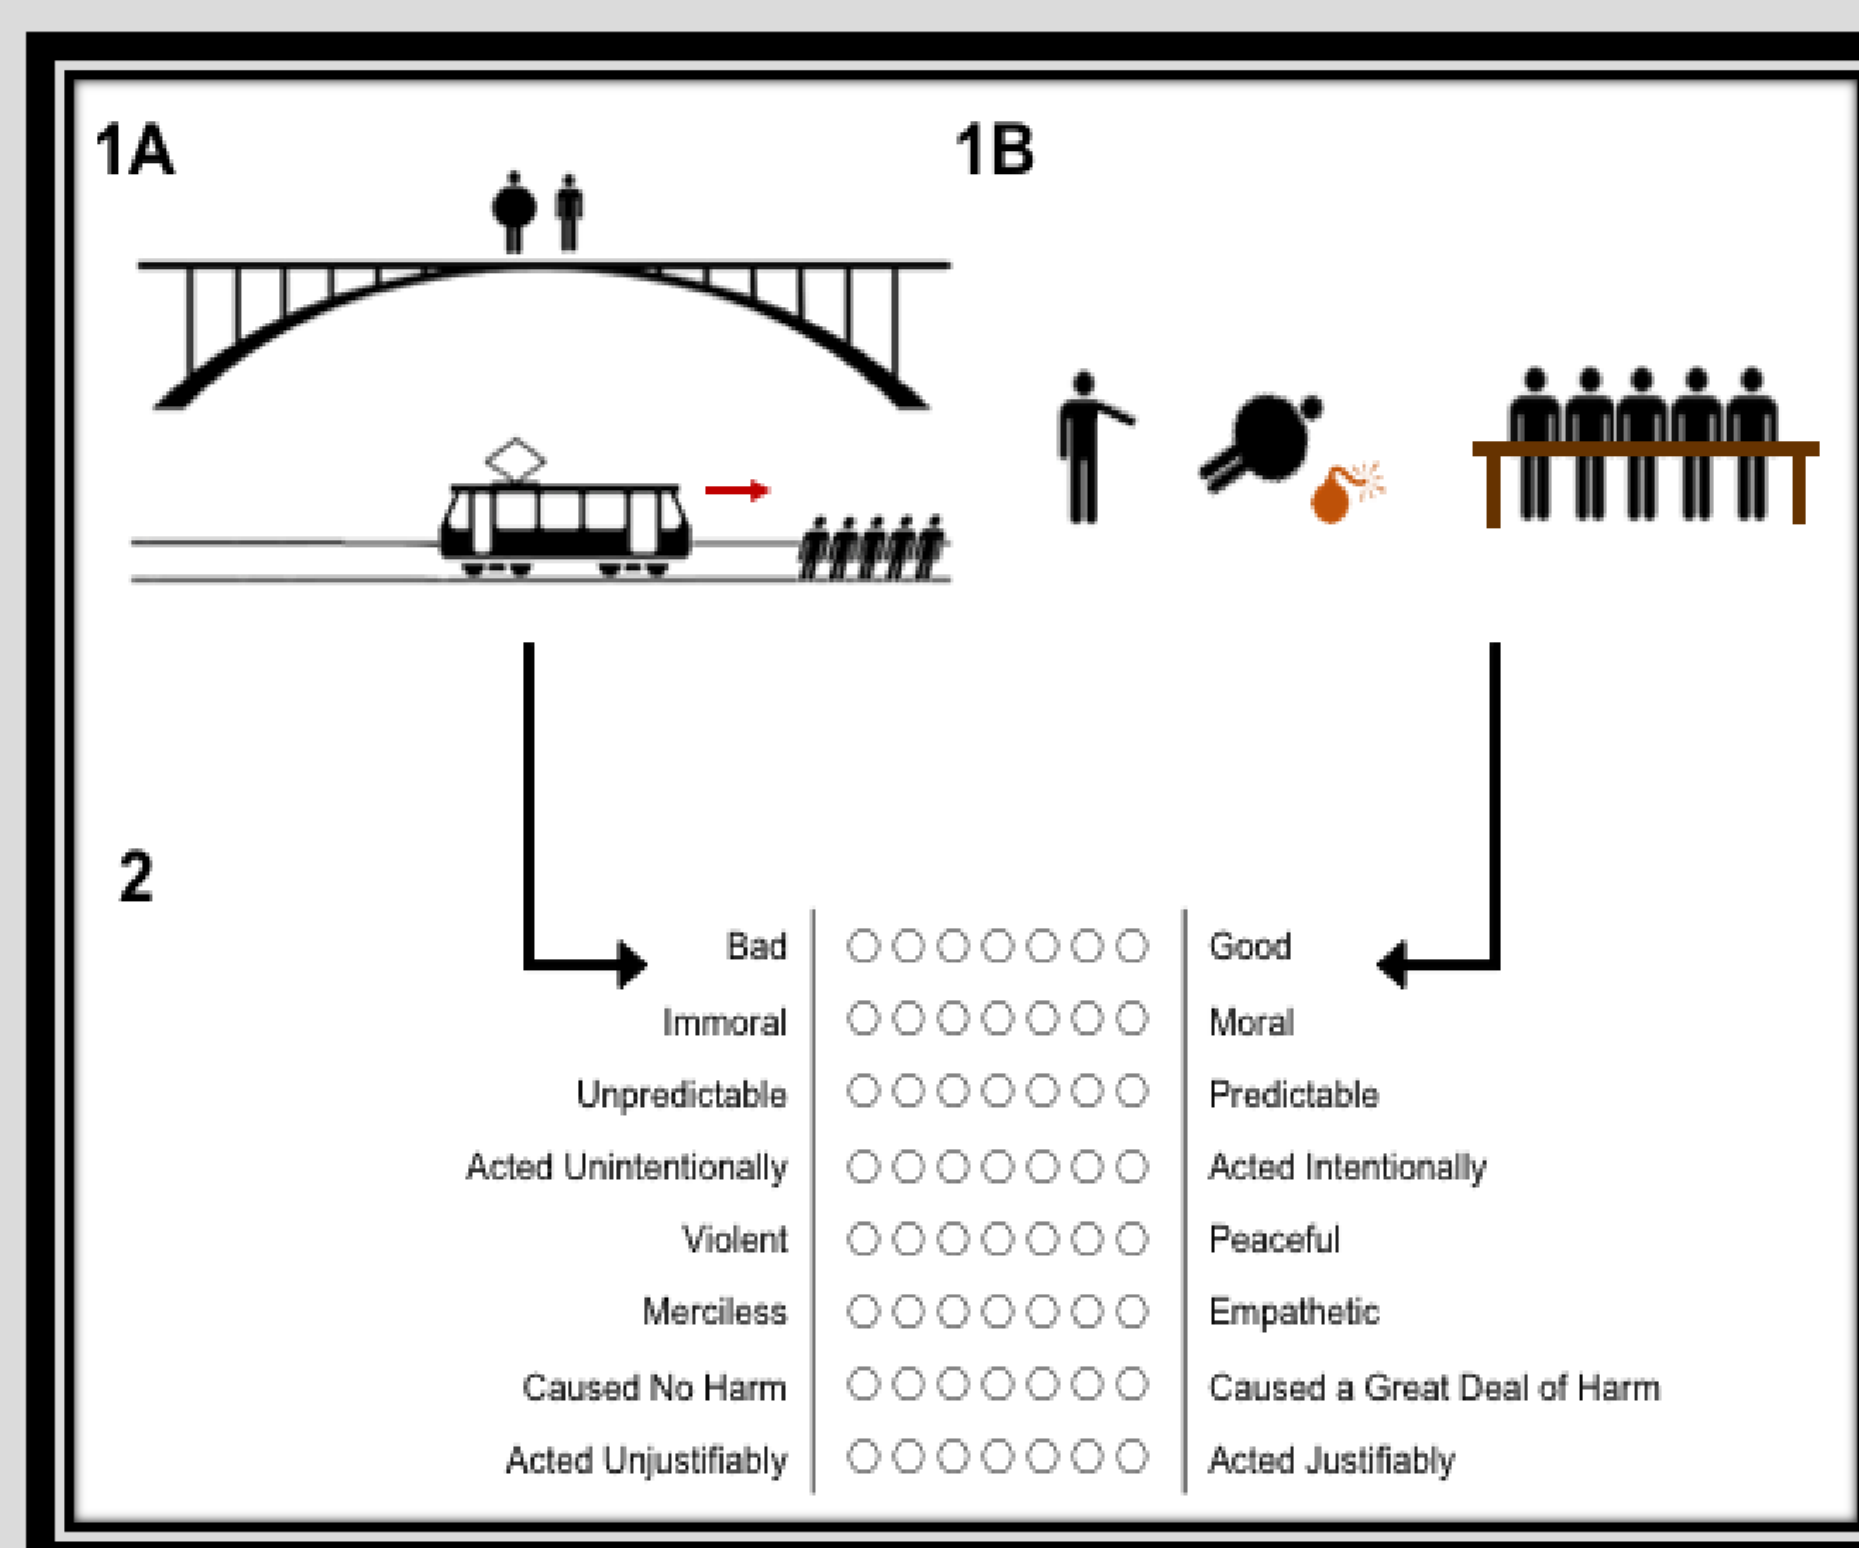 1A
1B
2
Bad Good
Immoral Moral
Unpredictable Predictable
Acted Unintentionally Acted Intentionally
Violent Peaceful
Merciless Empathetic
Caused No Harm Caused a Great Deal of Harm
Acted Unjustifiably Acted Justifiably